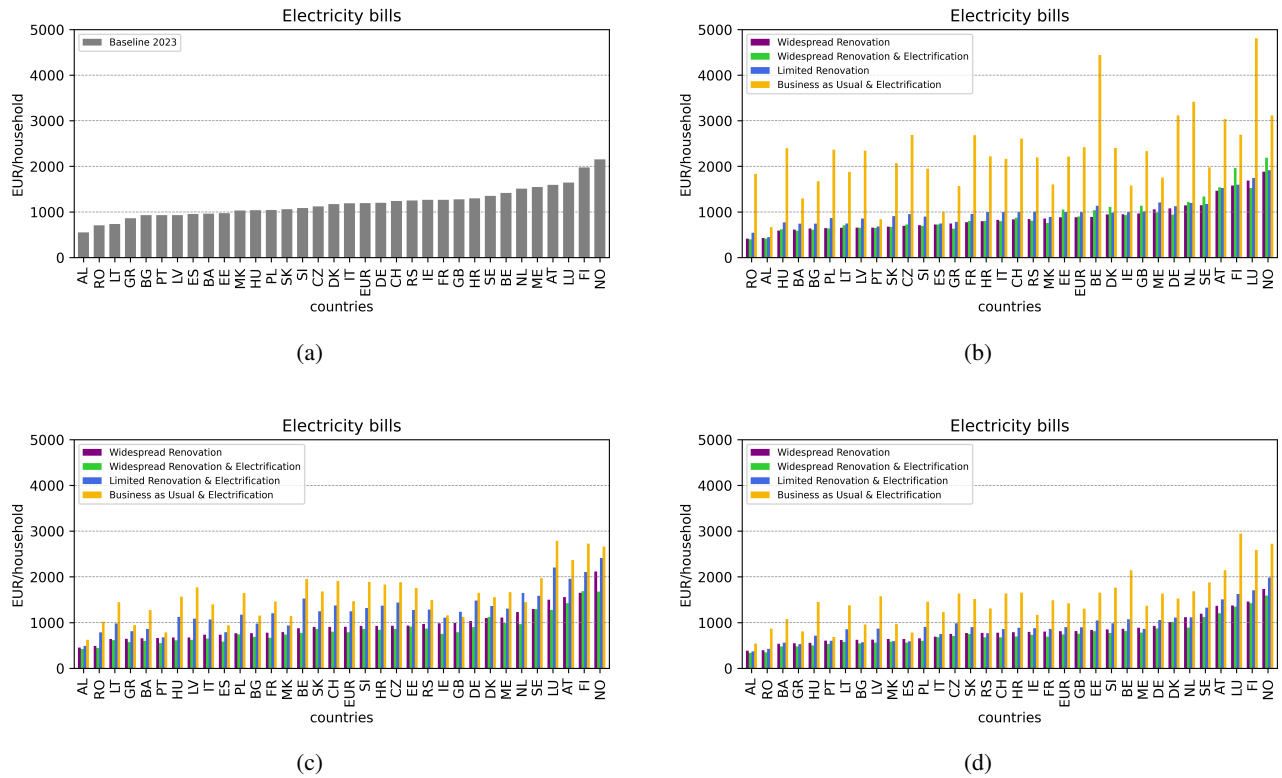 Electricity bills
5000
4000
3000
2000
1000
0
EUR/household
Baseline 2023
AL RO LT GR BG PT LV ES BA EE MK HU PL SK SI CZ DK IT EUR DE CH RS IE FR GB HR SE BE NL ME AT LU FI NO
countries
(a)
Electricity bills
5000
4000
3000
2000
1000
0
EUR/household
Widespread Renovation
Widespread Renovation & Electrification
Limited Renovation
Business as Usual & Electrification
RO AL HU BA BG PL LT LV PT SK CZ SI ES GR FR HR IT CH RS MK EE EUR BE DK IE GB ME DE NL SE AT FI LU NO
countries
(b)
Electricity bills
5000
4000
3000
2000
1000
0
EUR/household
Widespread Renovation
Widespread Renovation & Electrification
Limited Renovation & Electrification
Business as Usual & Electrification
AL RO LT GR BA PT HU LV IT ES PL BG FR MK BE SK CH EUR SI HR CZ EE RS IE GB DE DK ME NL SE LU AT FI NO
countries
(c)
Electricity bills
5000
4000
3000
2000
1000
0
EUR/household
Widespread Renovation
Widespread Renovation & Electrification
Limited Renovation & Electrification
Business as Usual & Electrification
AL RO BA GR HU PT LT BG LV MK ES PL IT CZ SK RS CH HR IE FR EUR GB EE SI BE ME DE DK NL SE AT LU FI NO
countries
(d)